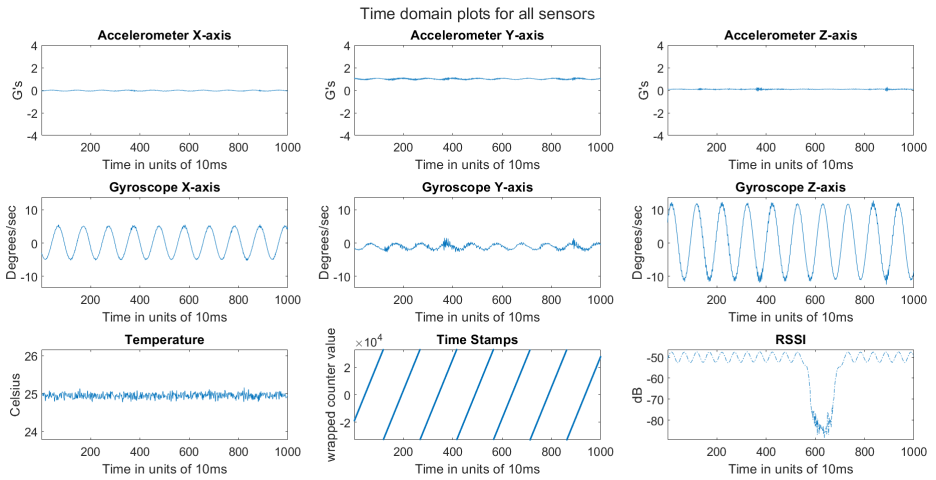 Time domain plots for all sensors
Accelerometer X-axis
G's
4
2
0
-2
-4
200 400 600 800 1000
Time in units of 10ms
Accelerometer Y-axis
G's
4
2
0
-2
-4
200 400 600 800 1000
Time in units of 10ms
Accelerometer Z-axis
G's
4
2
0
-2
-4
200 400 600 800 1000
Time in units of 10ms
Gyroscope X-axis
Degrees/sec
10
0
-10
200 400 600 800 1000
Time in units of 10ms
Gyroscope Y-axis
Degrees/sec
10
0
-10
200 400 600 800 1000
Time in units of 10ms
Gyroscope Z-axis
Degrees/sec
10
0
-10
200 400 600 800 1000
Time in units of 10ms
Temperature
Celsius
26
25
24
200 400 600 800 1000
Time in units of 10ms
Time Stamps
wrapped counter value
×10⁴
2
0
-2
200 400 600 800 1000
Time in units of 10ms
RSSI
dB
-50
-60
-70
-80
200 400 600 800 1000
Time in units of 10ms